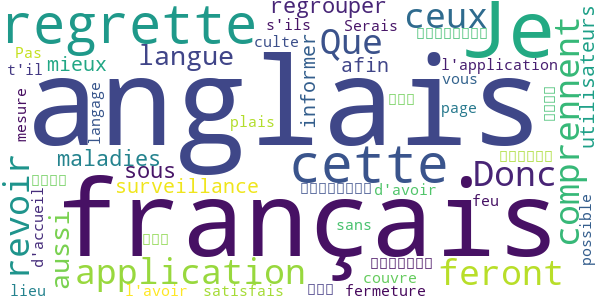 regrouper
Je
regrette
s'ils
Serais
ceux
utilisateurs
Pas
mieux
langue
culte
Que
t'il
afin
l'application
anglais
informer
vous
comprennent
mesure
langage
plais
page
maladies
cette
sous
Donc
surveillance
d'avoir
revoir
d'accueil
français
feu
aussi
sans
possible
application
couvre
feront
lieu
l'avoir
satisfais
fermeture